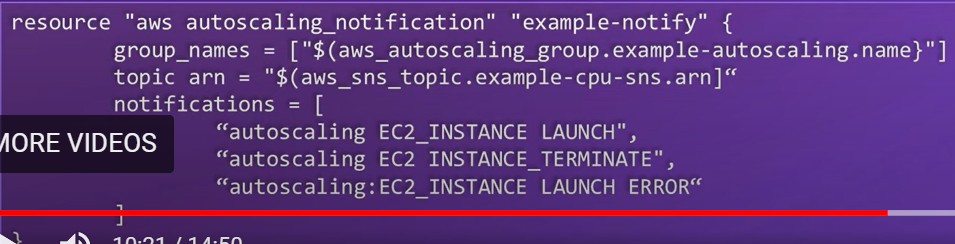 resource "aws autoscaling_notification" "example-notify" {
group_names = ["$(aws_autoscaling_group.example-autoscaling.name}"]
topic arn = "$(aws_sns_topic.example-cpu-sns.arn]“
notifications = [
“autoscaling EC2_INSTANCE LAUNCH",
MORE VIDEOS
“autoscaling EC2 INSTANCE_TERMINATE",
“autoscaling:EC2_INSTANCE LAUNCH ERROR“
]
}
10:21 / 14:50